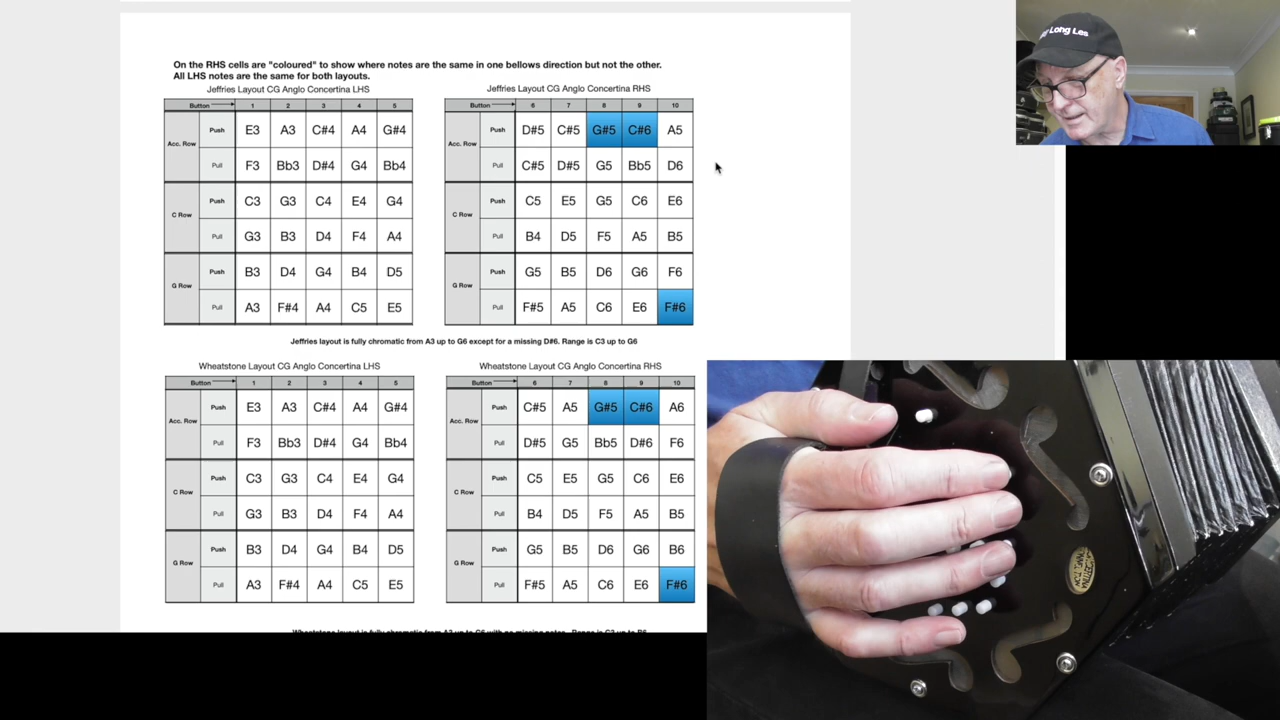 On the RHS cells are "coloured" to show where notes are the same in one bellows direction but not the other.
All LHS notes are the same for both layouts.
Jeffries Layout CG Anglo Concertina LHS
Button 1 2 3 4 5
Acc. Row
Push E3 A3 C#4 A4 G#4
Pull F3 Bb3 D#4 G4 Bb4
C Row
Push C3 G3 C4 E4 G4
Pull G3 B3 D4 F4 A4
G Row
Push B3 D4 G4 B4 D5
Pull A3 F#4 A4 C5 E5
Jeffries Layout CG Anglo Concertina RHS
Button 6 7 8 9 10
Acc. Row
Push D#5 C#5 G#5 C#6 A5
Pull C#5 D#5 G5 Bb5 D6
C Row
Push C5 E5 G5 C6 E6
Pull B4 D5 F5 A5 B5
G Row
Push G5 B5 D6 G6 F6
Pull F#5 A5 C6 E6 F#6
Jeffries layout is fully chromatic from A3 up to G6 except for a missing D#6. Range is C3 up to G6
Wheatstone Layout CG Anglo Concertina LHS
Button 1 2 3 4 5
Acc. Row
Push E3 A3 C#4 A4 G#4
Pull F3 Bb3 D#4 G4 Bb4
C Row
Push C3 G3 C4 E4 G4
Pull G3 B3 D4 F4 A4
G Row
Push B3 D4 G4 B4 D5
Pull A3 F#4 A4 C5 E5
Wheatstone Layout CG Anglo Concertina RHS
Button 6 7 8 9 10
Acc. Row
Push C#5 A5 G#5 C#6 A6
Pull D#5 G5 Bb5 D#6 F6
C Row
Push C5 E5 G5 C6 E6
Pull B4 D5 F5 A5 B5
G Row
Push G5 B5 D6 G6 B6
Pull F#5 A5 C6 E6 F#6
Long Les